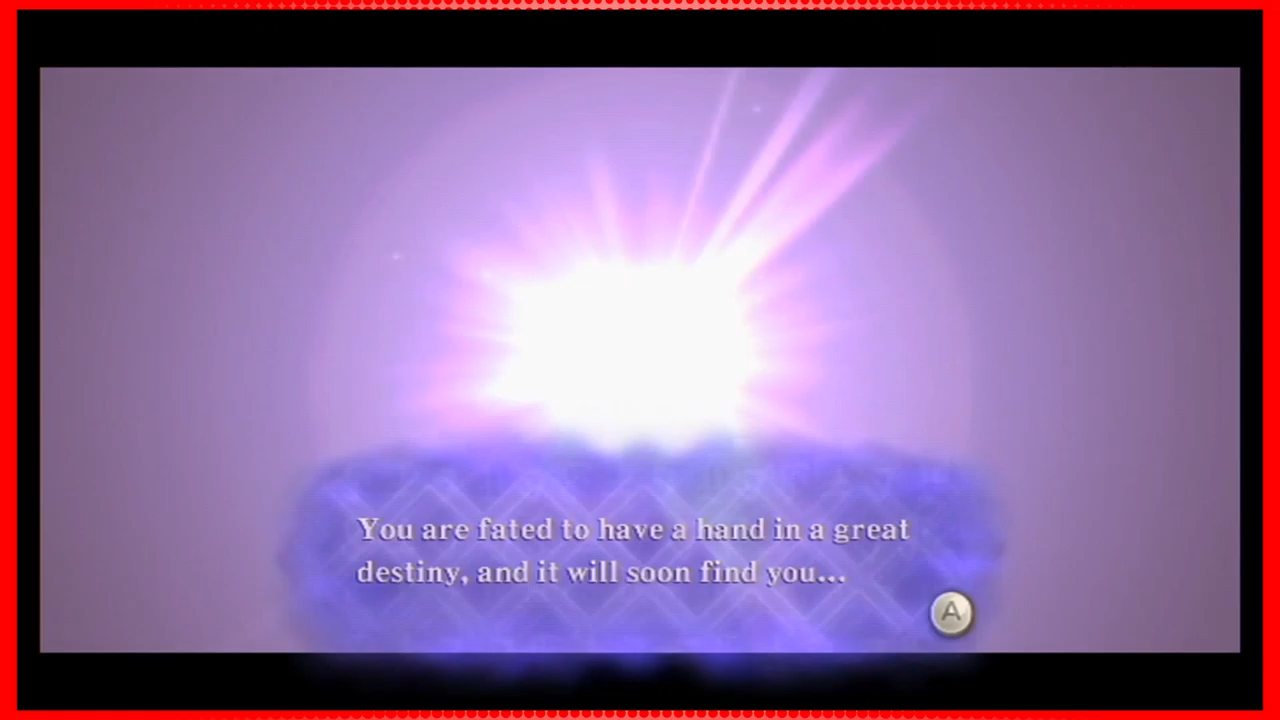 You are fated to have a hand in a great
destiny, and it will soon find you...
A